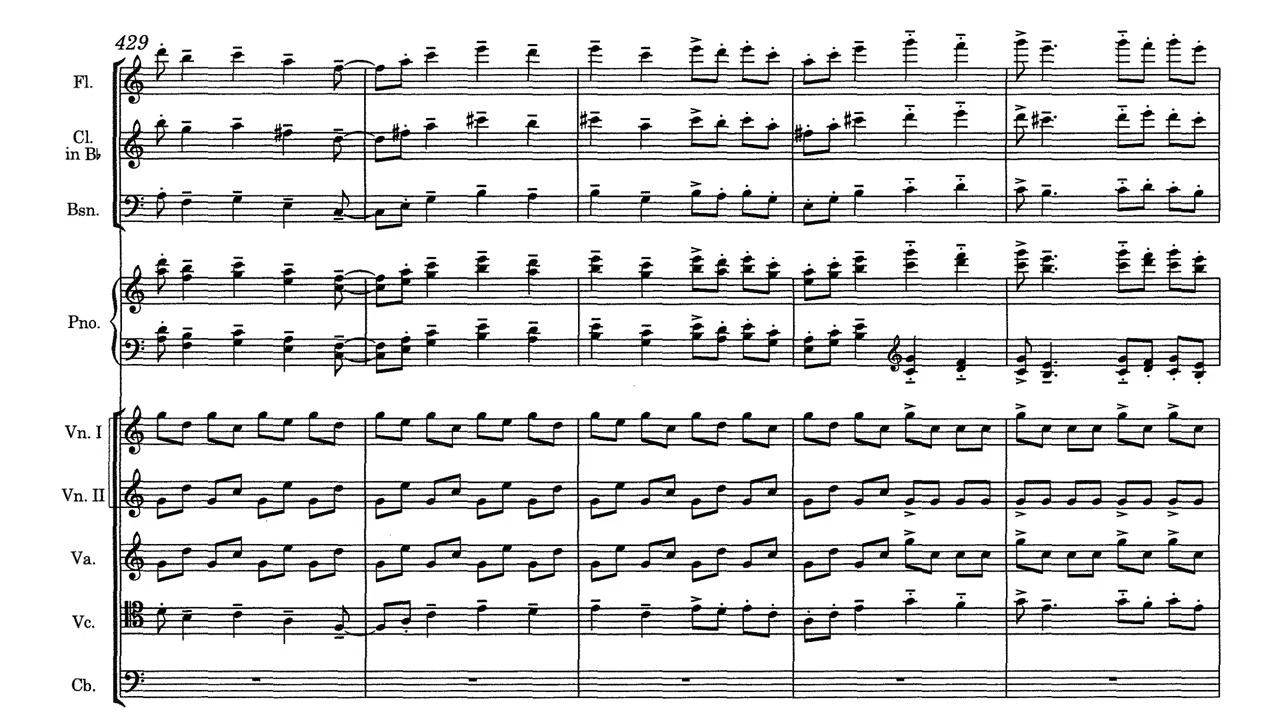 429
Fl.
Cl.
in B♭
Bsn.
Pno.
Vn. I
Vn. II
Va.
Vc.
Cb.